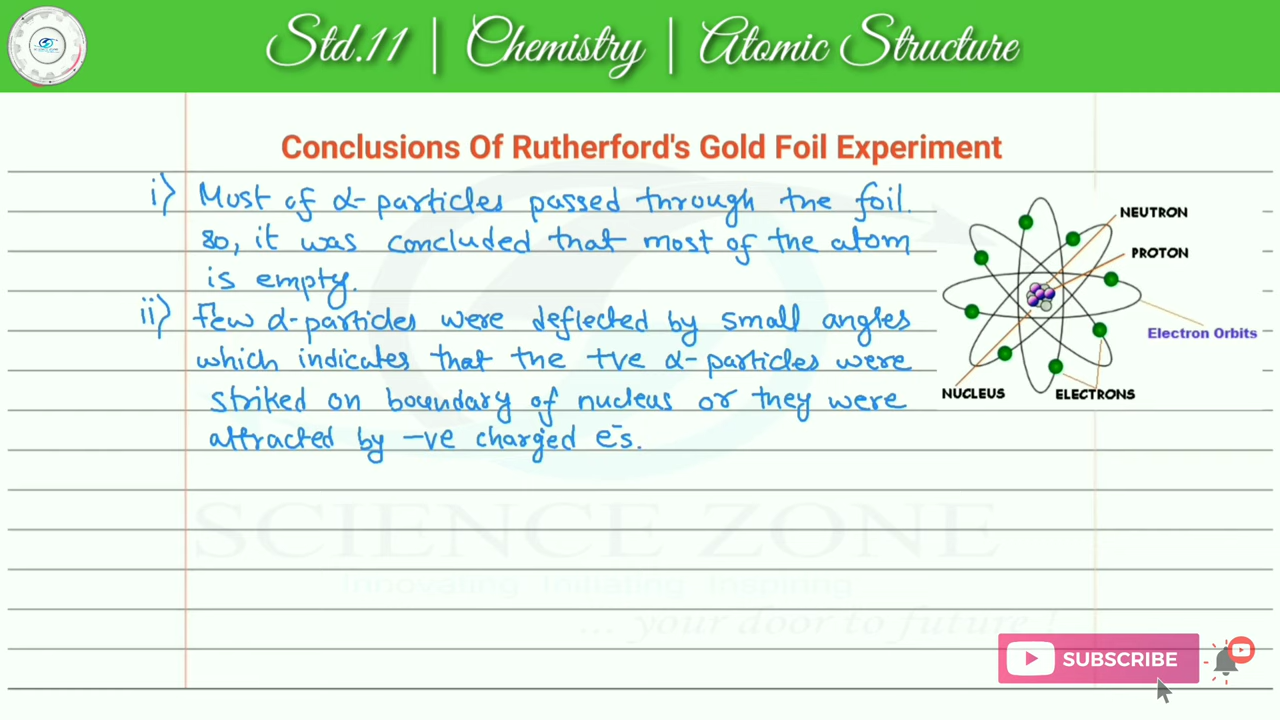 Std.11 | Chemistry | Atomic Structure
Conclusions Of Rutherford's Gold Foil Experiment
i) Most of α-particles passed through the foil.
so, it was concluded that most of the atom
is empty.
ii) Few α-particles were deflected by small angles
which indicates that the +ve α-particles were
striked on boundary of nucleus or they were
attracted by -ve charged e⁻s.
NEUTRON
PROTON
Electron Orbits
NUCLEUS
ELECTRONS
SCIENCE ZONE
Innovating Initiating Inspiring
... your door to future !
SUBSCRIBE